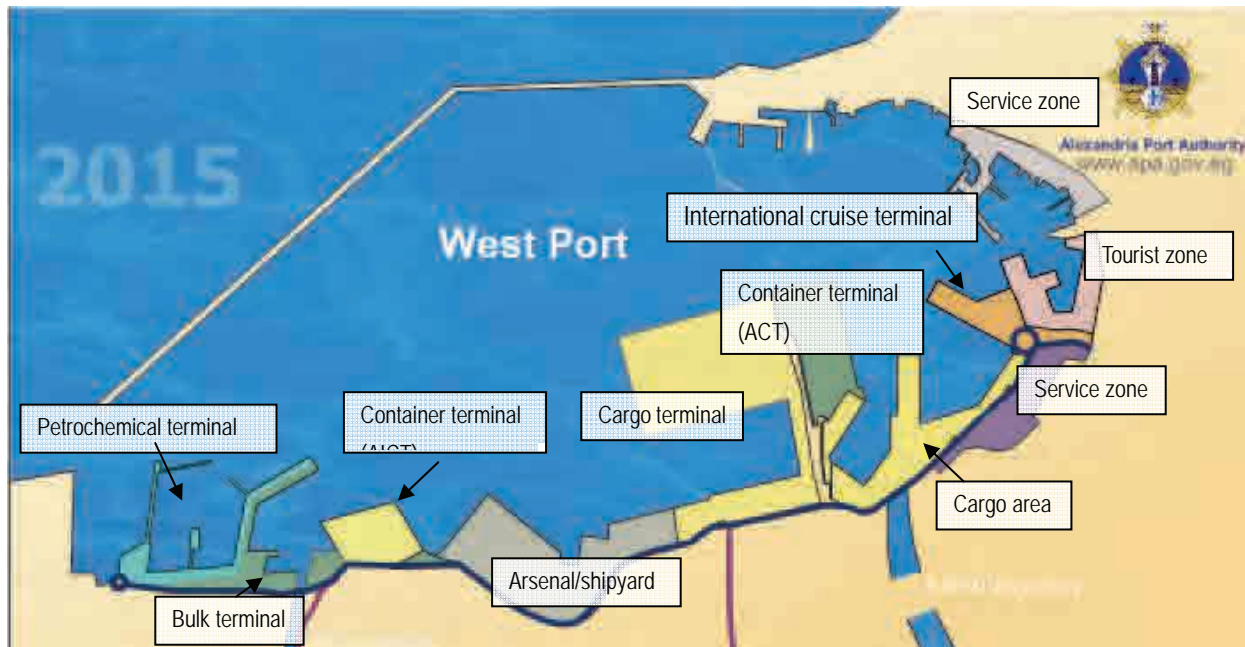 2015
Service zone
Alexandria Port Authority
www.apa.gov.eg
International cruise terminal
West Port
Tourist zone
Container terminal
(ACT)
Service zone
Container terminal
Cargo terminal
Petrochemical terminal
Cargo area
Arsenal/shipyard
Bulk terminal